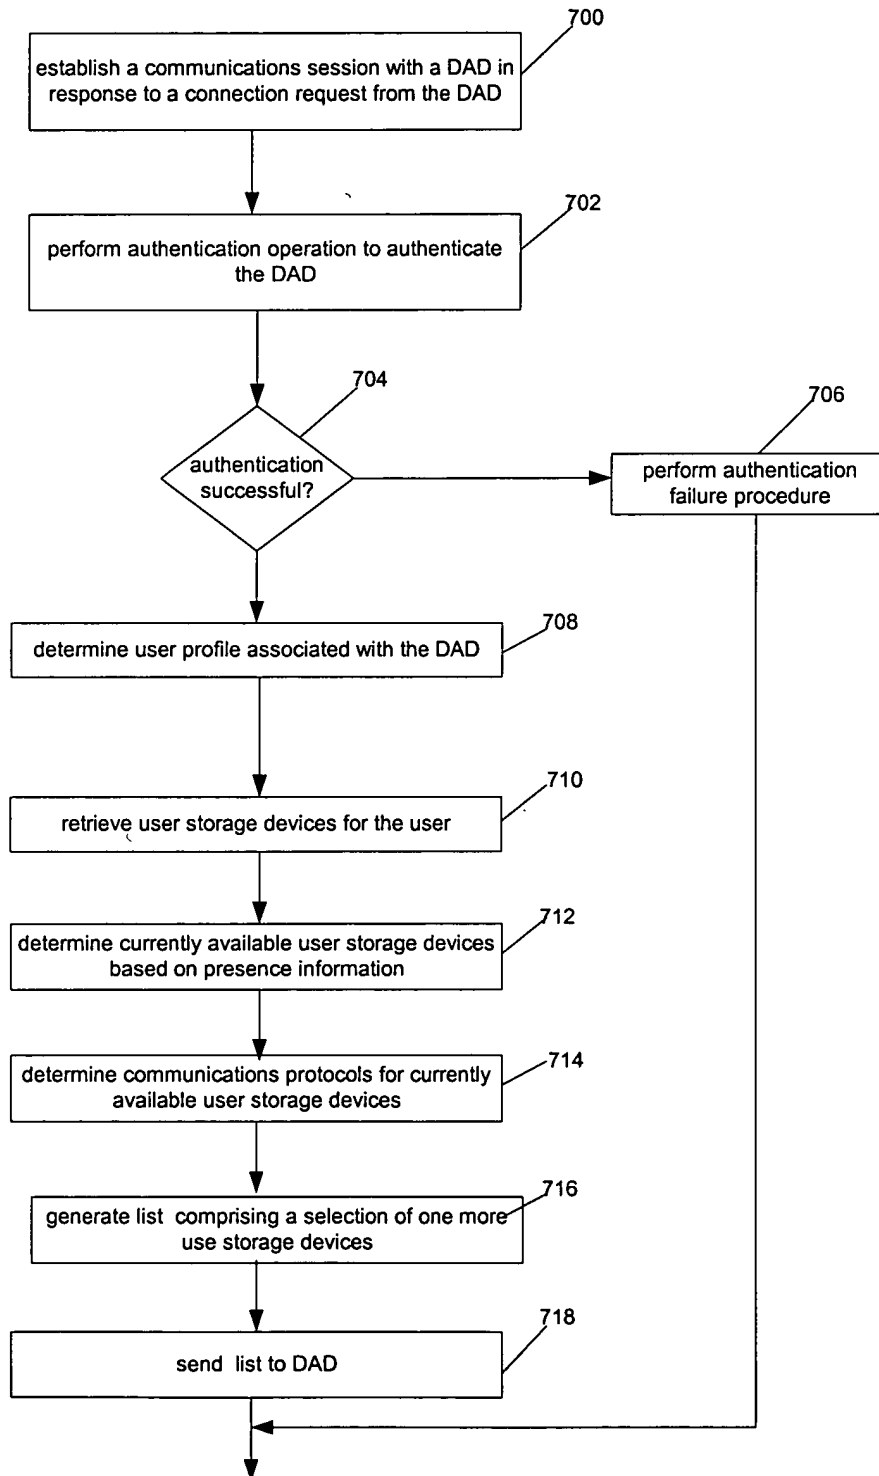 700
establish a communications session with a DAD in
response to a connection request from the DAD
702
perform authentication operation to authenticate
the DAD
704
authentication
successful?
706
perform authentication
failure procedure
708
determine user profile associated with the DAD
710
retrieve user storage devices for the user
712
determine currently available user storage devices
based on presence information
714
determine communications protocols for currently
available user storage devices
716
generate list comprising a selection of one more
use storage devices
718
send list to DAD